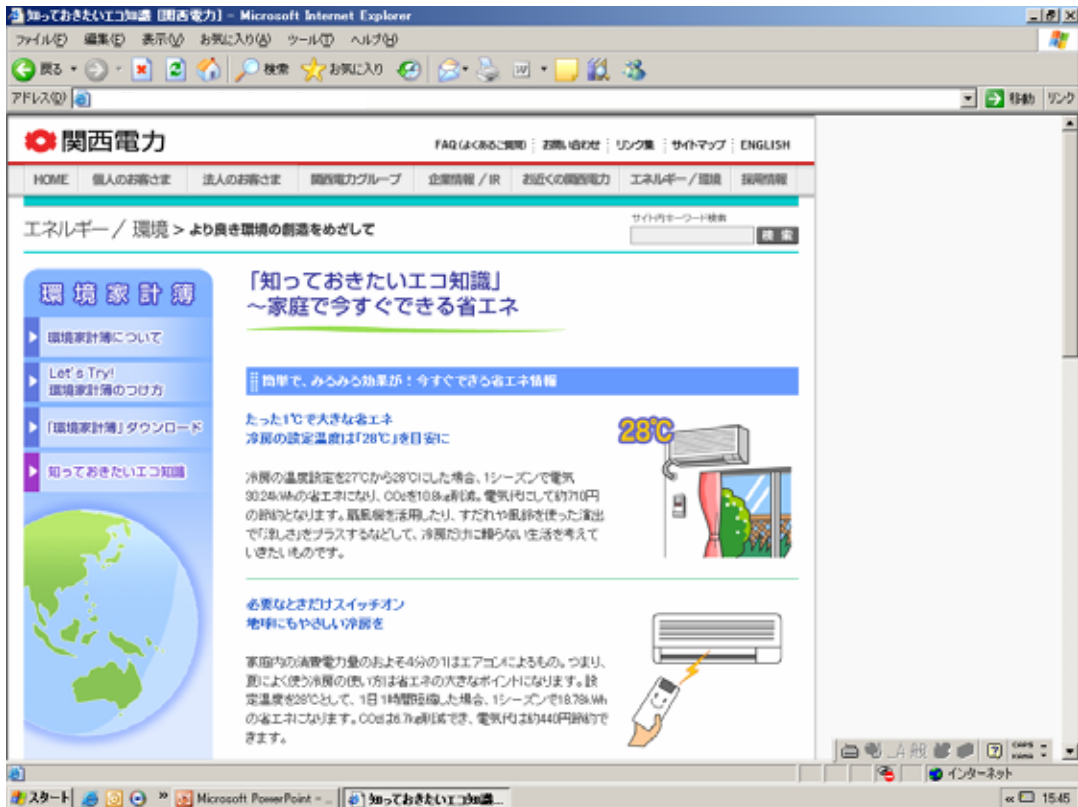 知っておきたいエコ知識 [関西電力] - Microsoft Internet Explorer
ファイル(F) 編集(E) 表示(V) お気に入り(A) ツール(T) ヘルプ(H)
戻る 検索 お気に入り
アドレス(D) 移動 リンク
関西電力
FAQ(よくあるご質問) お問い合わせ リンク集 サイトマップ ENGLISH
HOME 個人のお客さま 法人のお客さま 関西電力グループ 企業情報 / IR お近くの関西電力 エネルギー/環境 採用情報
エネルギー/ 環境 > より良き環境の創造をめざして
サイト内キーワード検索
検 索
環境家計簿
環境家計簿について
Let's Try!
環境家計簿のつけ方
「環境家計簿」ダウンロード
知っておきたいエコ知識
「知っておきたいエコ知識」
~家庭で今すぐできる省エネ
簡単で、みるみる効果が!今すぐできる省エネ情報
たった1℃で大きな省エネ
冷房の設定温度は「28℃」を目安に
28℃
冷房の温度設定を27℃から28℃にした場合、1シーズンで電気
30.24kWhの省エネになり、CO2を10.8kg削減。電気代にして約710円
の節約となります。扇風機を活用したり、すだれや風鈴を使った演出
で「涼しさ」をプラスするなどして、冷房だけに頼らない生活を考えて
いきたいものです。
必要なときだけスイッチオン
地球にもやさしい冷房を
家庭内の消費電力量のおよそ4分の1はエアコンによるもの。つまり、
夏によく使う冷房の使い方は省エネの大きなポイントになります。設
定温度を28℃として、1日1時間短縮した場合、1シーズンで18.78kWh
の省エネになります。CO2は6.7kg削減でき、電気代は約440円節約で
きます。
A 般 CAPS KANA
インターネット
スタート Microsoft PowerPoint - ... 知っておきたいエコ知識... 15:45